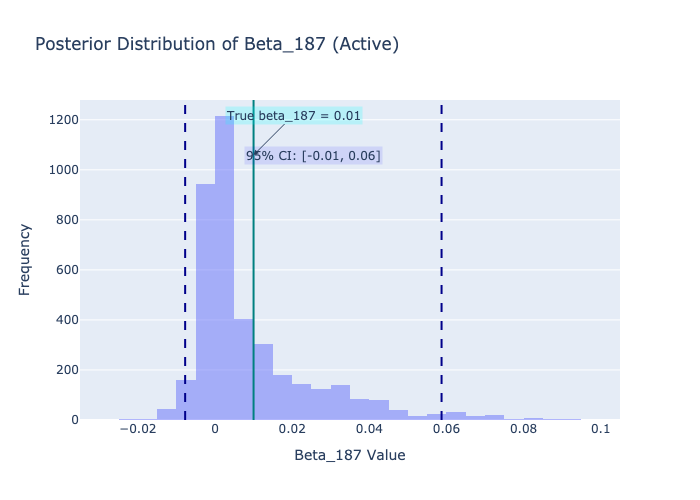 Posterior Distribution of Beta_187 (Active)
True beta_187 = 0.01
95% CI: [-0.01, 0.06]
Frequency
1200
1000
800
600
400
200
0
−0.02
0
0.02
0.04
0.06
0.08
0.1
Beta_187 Value